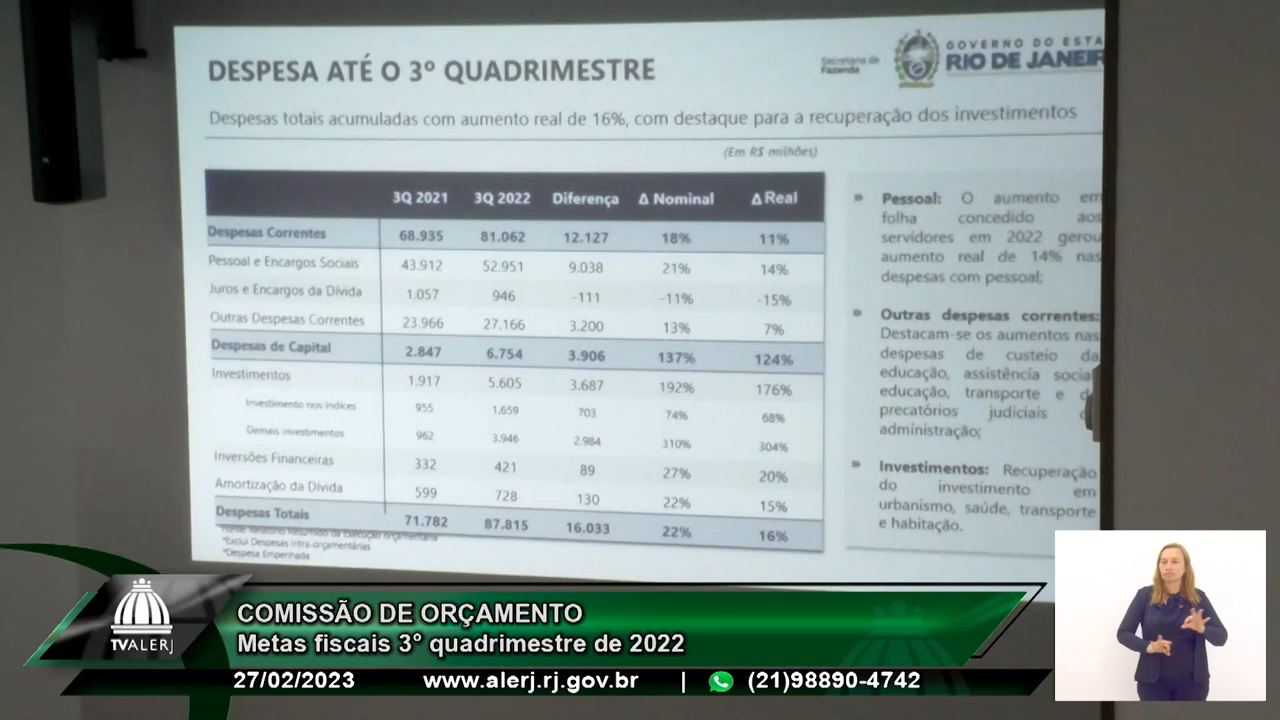 DESPESA ATÉ O 3º QUADRIMESTRE
Secretaria de
Fazenda
GOVERNO DO ESTA
RIO DE JANEIR
Despesas totais acumuladas com aumento real de 16%, com destaque para a recuperação dos investimentos
(Em R$ milhões)
3Q 2021 3Q 2022 Diferença Δ Nominal Δ Real
Despesas Correntes 68.935 81.062 12.127 18% 11%
Pessoal e Encargos Sociais 43.912 52.951 9.038 21% 14%
Juros e Encargos da Dívida 1.057 946 -111 -11% -15%
Outras Despesas Correntes 23.966 27.166 3.200 13% 7%
Despesas de Capital 2.847 6.754 3.906 137% 124%
Investimentos 1.917 5.605 3.687 192% 176%
Investimento nos índices 955 1.659 703 74% 68%
Demais investimentos 962 3.946 2.984 310% 304%
Inversões Financeiras 332 421 89 27% 20%
Amortização da Dívida 599 728 130 22% 15%
Despesas Totais 71.782 87.815 16.033 22% 16%
Fonte: Relatório Resumido da Execução orçamentária
*Exclui Despesas Intra-orçamentárias
*Despesa Empenhada
» Pessoal: O aumento em
folha concedido aos
servidores em 2022 gerou
aumento real de 14% nas
despesas com pessoal;
» Outras despesas correntes:
Destacam-se os aumentos nas
despesas de custeio da
educação, assistência social
educação, transporte e
precatórios judiciais
administração;
» Investimentos: Recuperação
do investimento em
urbanismo, saúde, transporte
e habitação.
TVALERJ
COMISSÃO DE ORÇAMENTO
Metas fiscais 3° quadrimestre de 2022
27/02/2023 www.alerj.rj.gov.br | (21)98890-4742